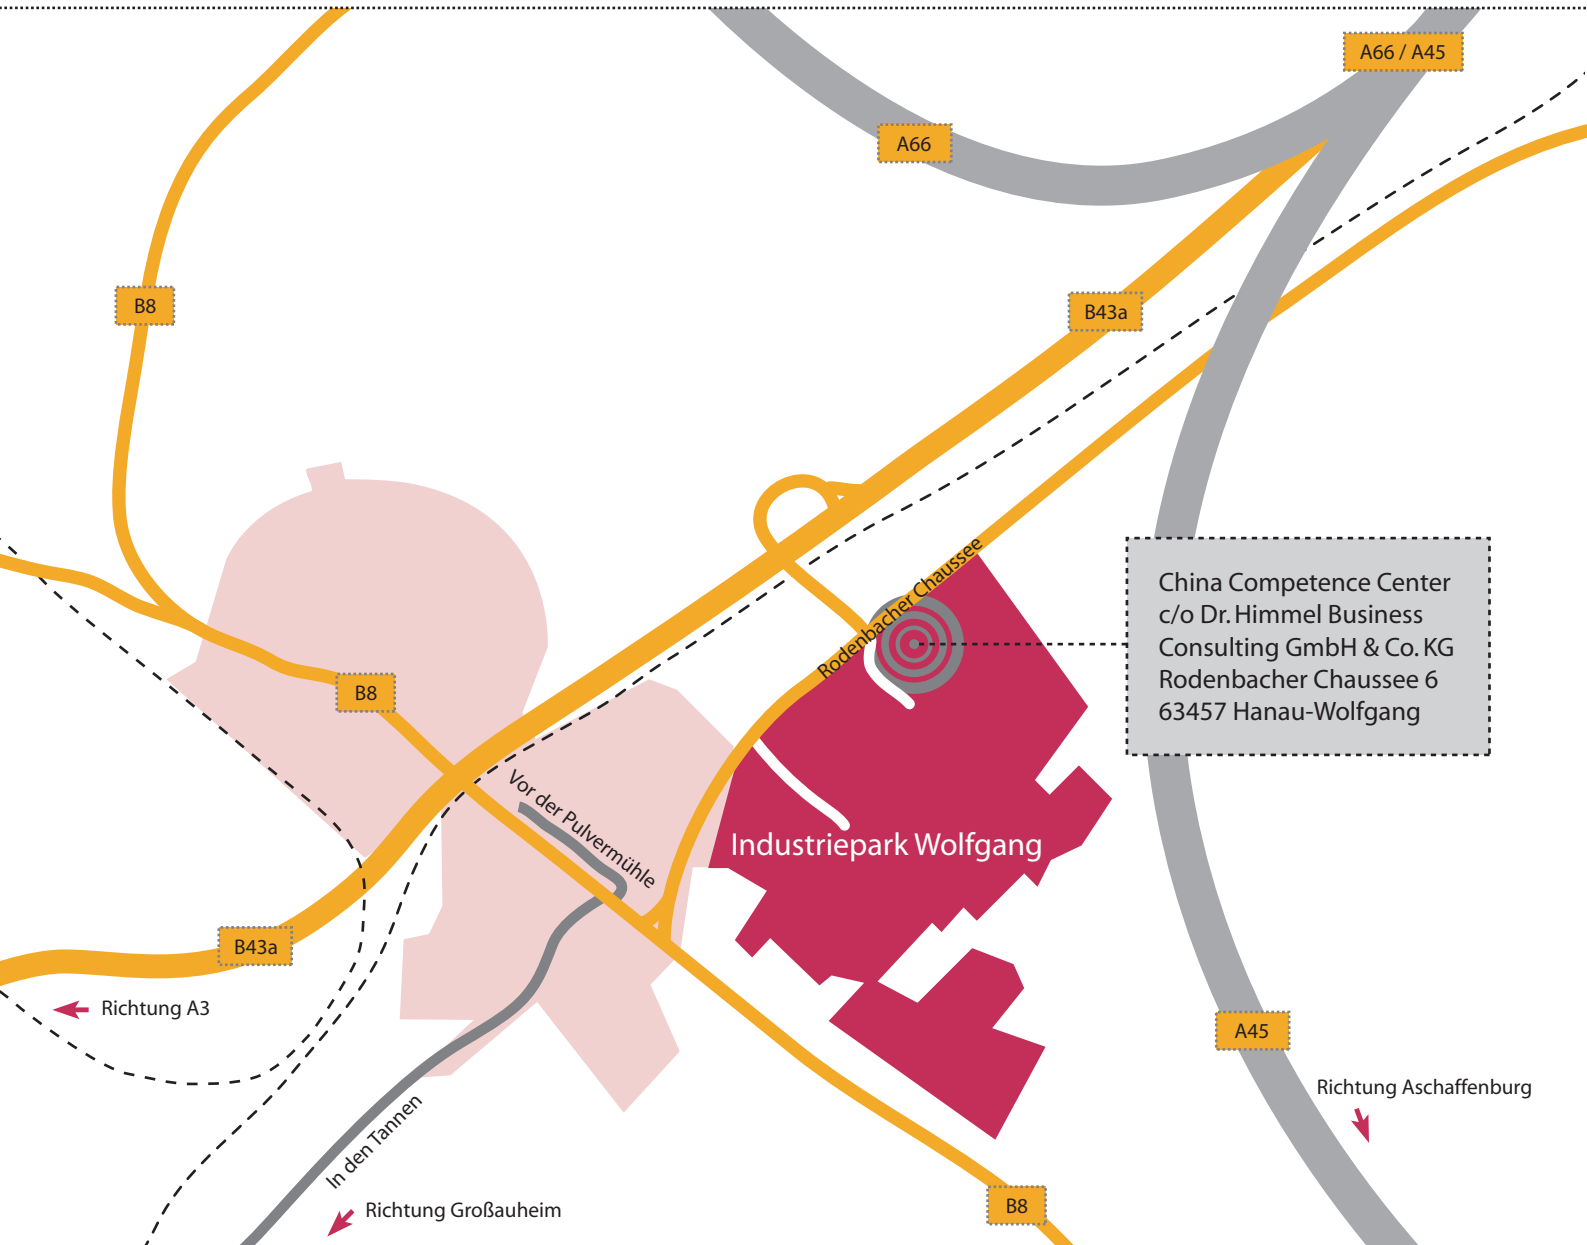 A66 / A45
A66
B8
B43a
Rodenbacher Chaussee
China Competence Center
c/o Dr. Himmel Business
Consulting GmbH & Co. KG
Rodenbacher Chaussee 6
63457 Hanau-Wolfgang
B8
Vor der Pulvermühle
Industriepark Wolfgang
B43a
Richtung A3
A45
Richtung Aschaffenburg
In den Tannen
Richtung Großauheim
B8